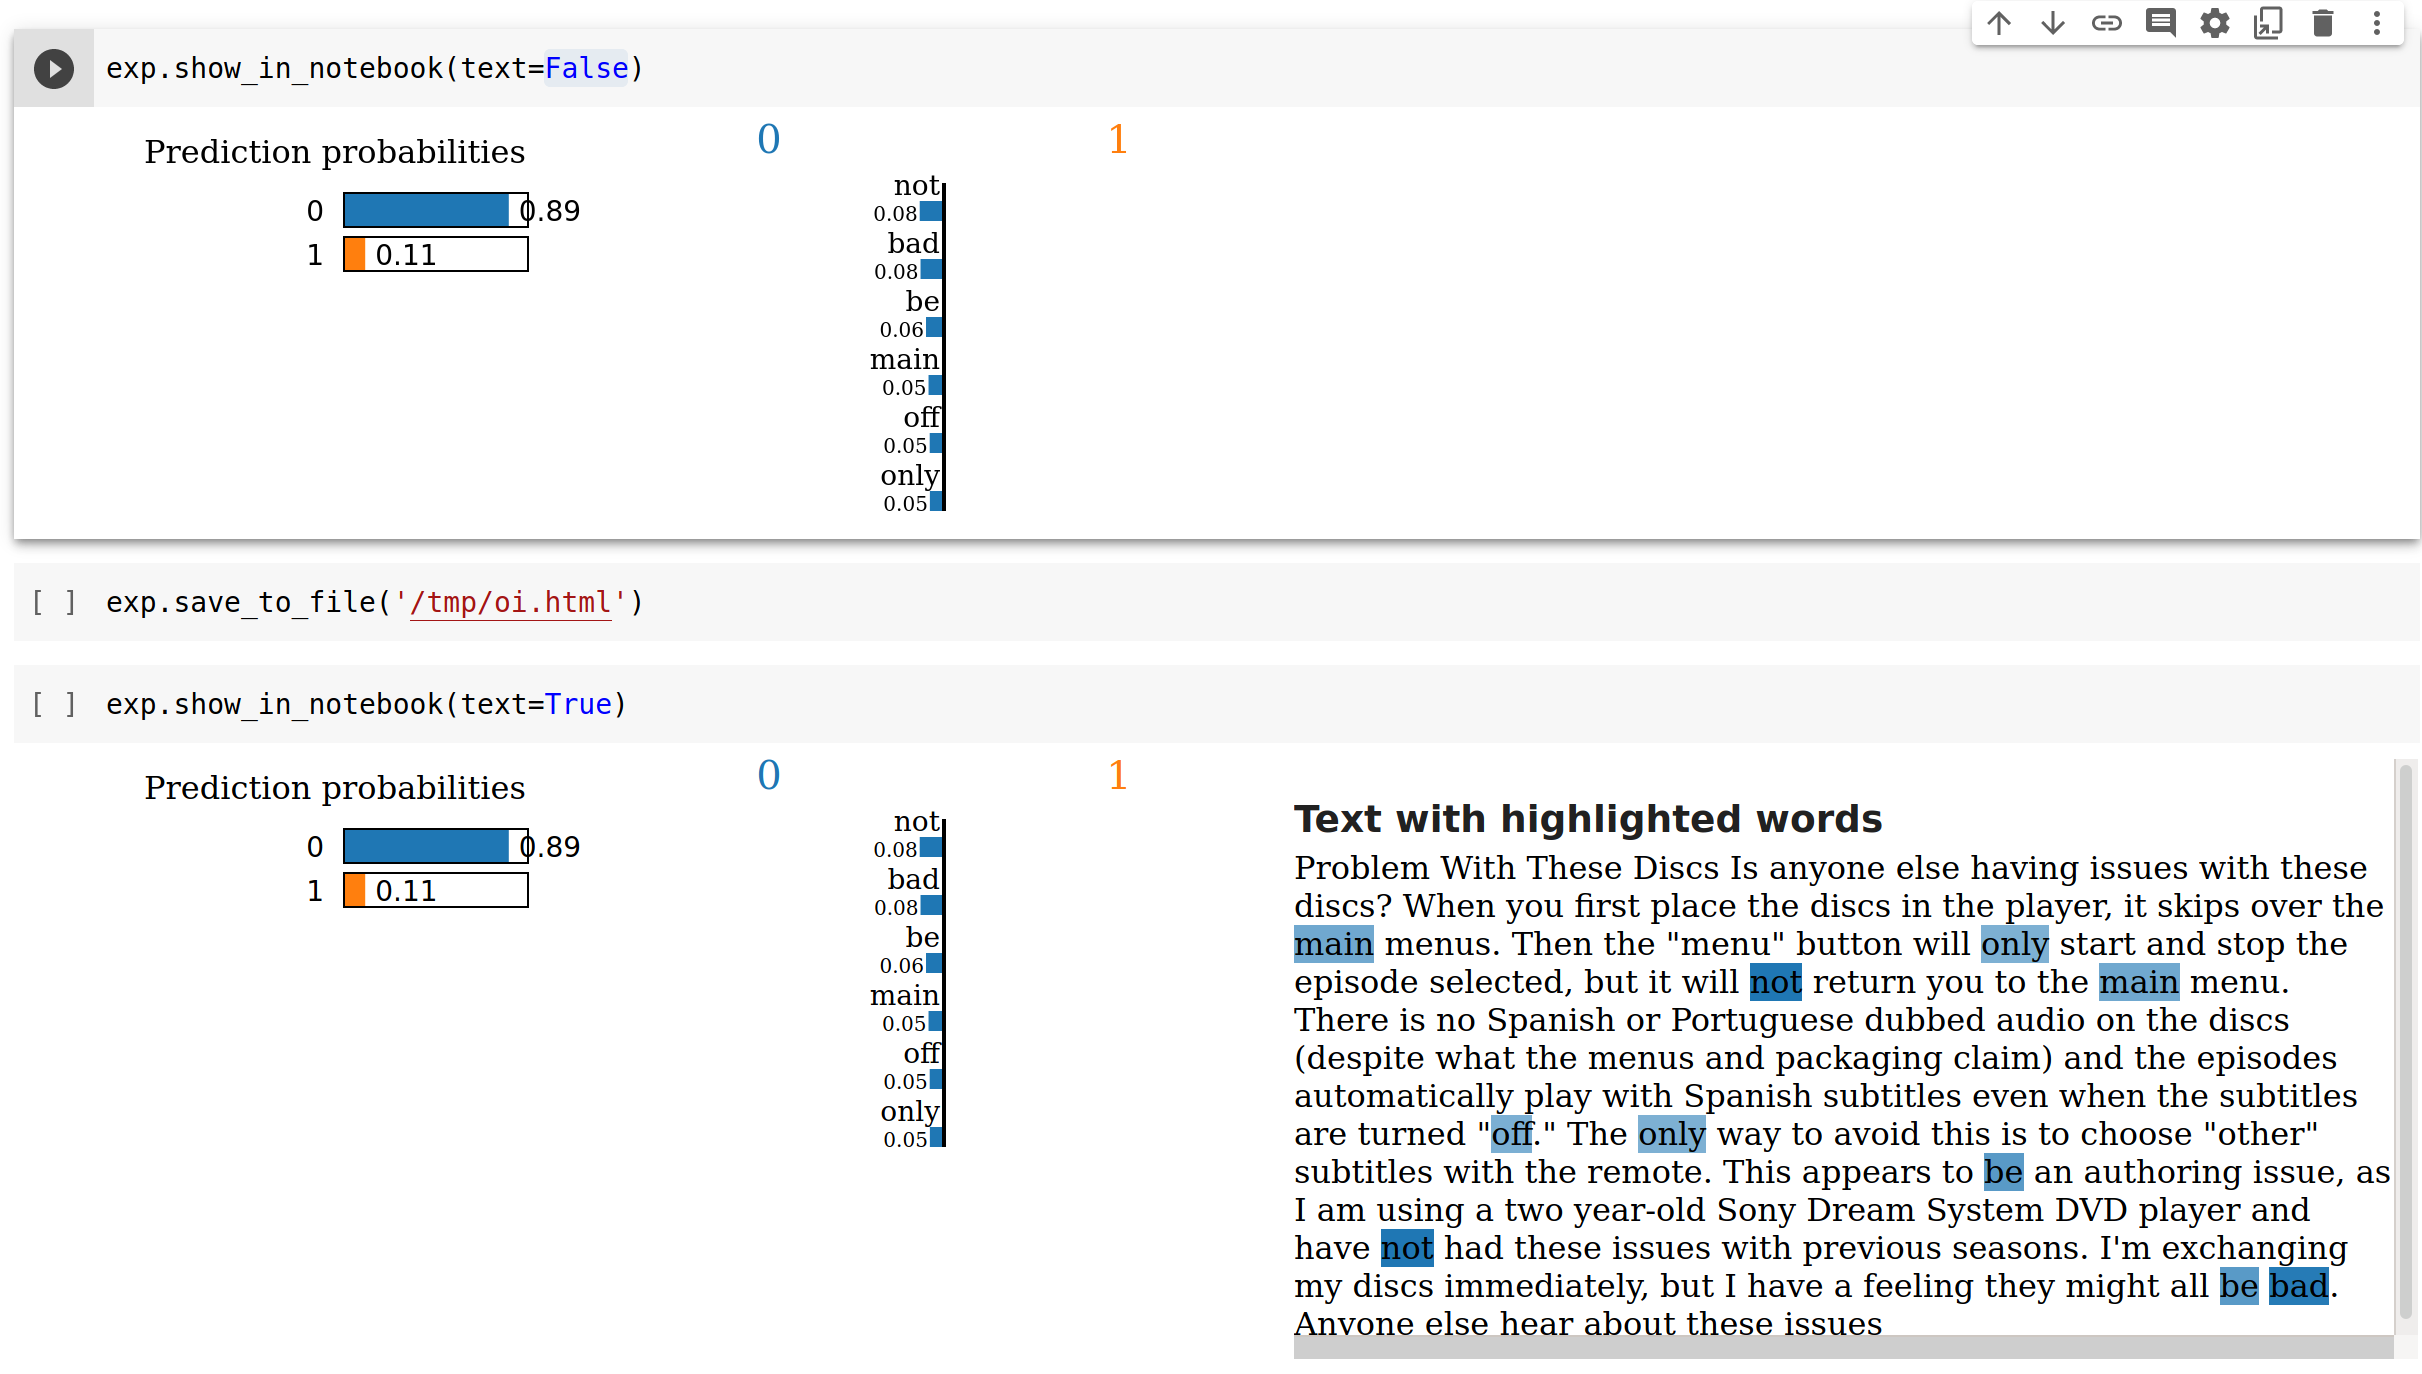 exp.show_in_notebook(text=False)
Prediction probabilities
0 0.89
1 0.11
0 1
not
0.08
bad
0.08
be
0.06
main
0.05
off
0.05
only
0.05
[ ] exp.save_to_file('/tmp/oi.html')
[ ] exp.show_in_notebook(text=True)
Prediction probabilities
0 0.89
1 0.11
0 1
not
0.08
bad
0.08
be
0.06
main
0.05
off
0.05
only
0.05
Text with highlighted words
Problem With These Discs Is anyone else having issues with these
discs? When you first place the discs in the player, it skips over the
main menus. Then the "menu" button will only start and stop the
episode selected, but it will not return you to the main menu.
There is no Spanish or Portuguese dubbed audio on the discs
(despite what the menus and packaging claim) and the episodes
automatically play with Spanish subtitles even when the subtitles
are turned "off." The only way to avoid this is to choose "other"
subtitles with the remote. This appears to be an authoring issue, as
I am using a two year-old Sony Dream System DVD player and
have not had these issues with previous seasons. I'm exchanging
my discs immediately, but I have a feeling they might all be bad.
Anyone else hear about these issues